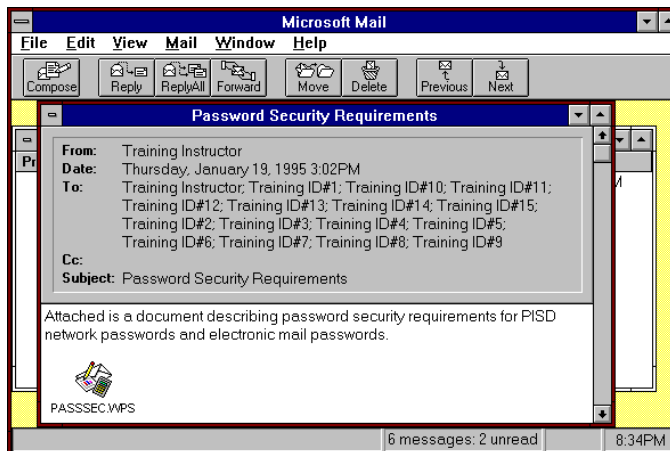 Microsoft Mail
File Edit View Mail Window Help
Compose Reply ReplyAll Forward Move Delete Previous Next
Password Security Requirements
Pr
From: Training Instructor
Date: Thursday, January 19, 1995 3:02PM
To: Training Instructor; Training ID#1; Training ID#10; Training ID#11;
Training ID#12; Training ID#13; Training ID#14; Training ID#15;
Training ID#2; Training ID#3; Training ID#4; Training ID#5;
Training ID#6; Training ID#7; Training ID#8; Training ID#9
Cc:
Subject: Password Security Requirements
Attached is a document describing password security requirements for PISD
network passwords and electronic mail passwords.
PASSSEC.WPS
6 messages: 2 unread 8:34PM